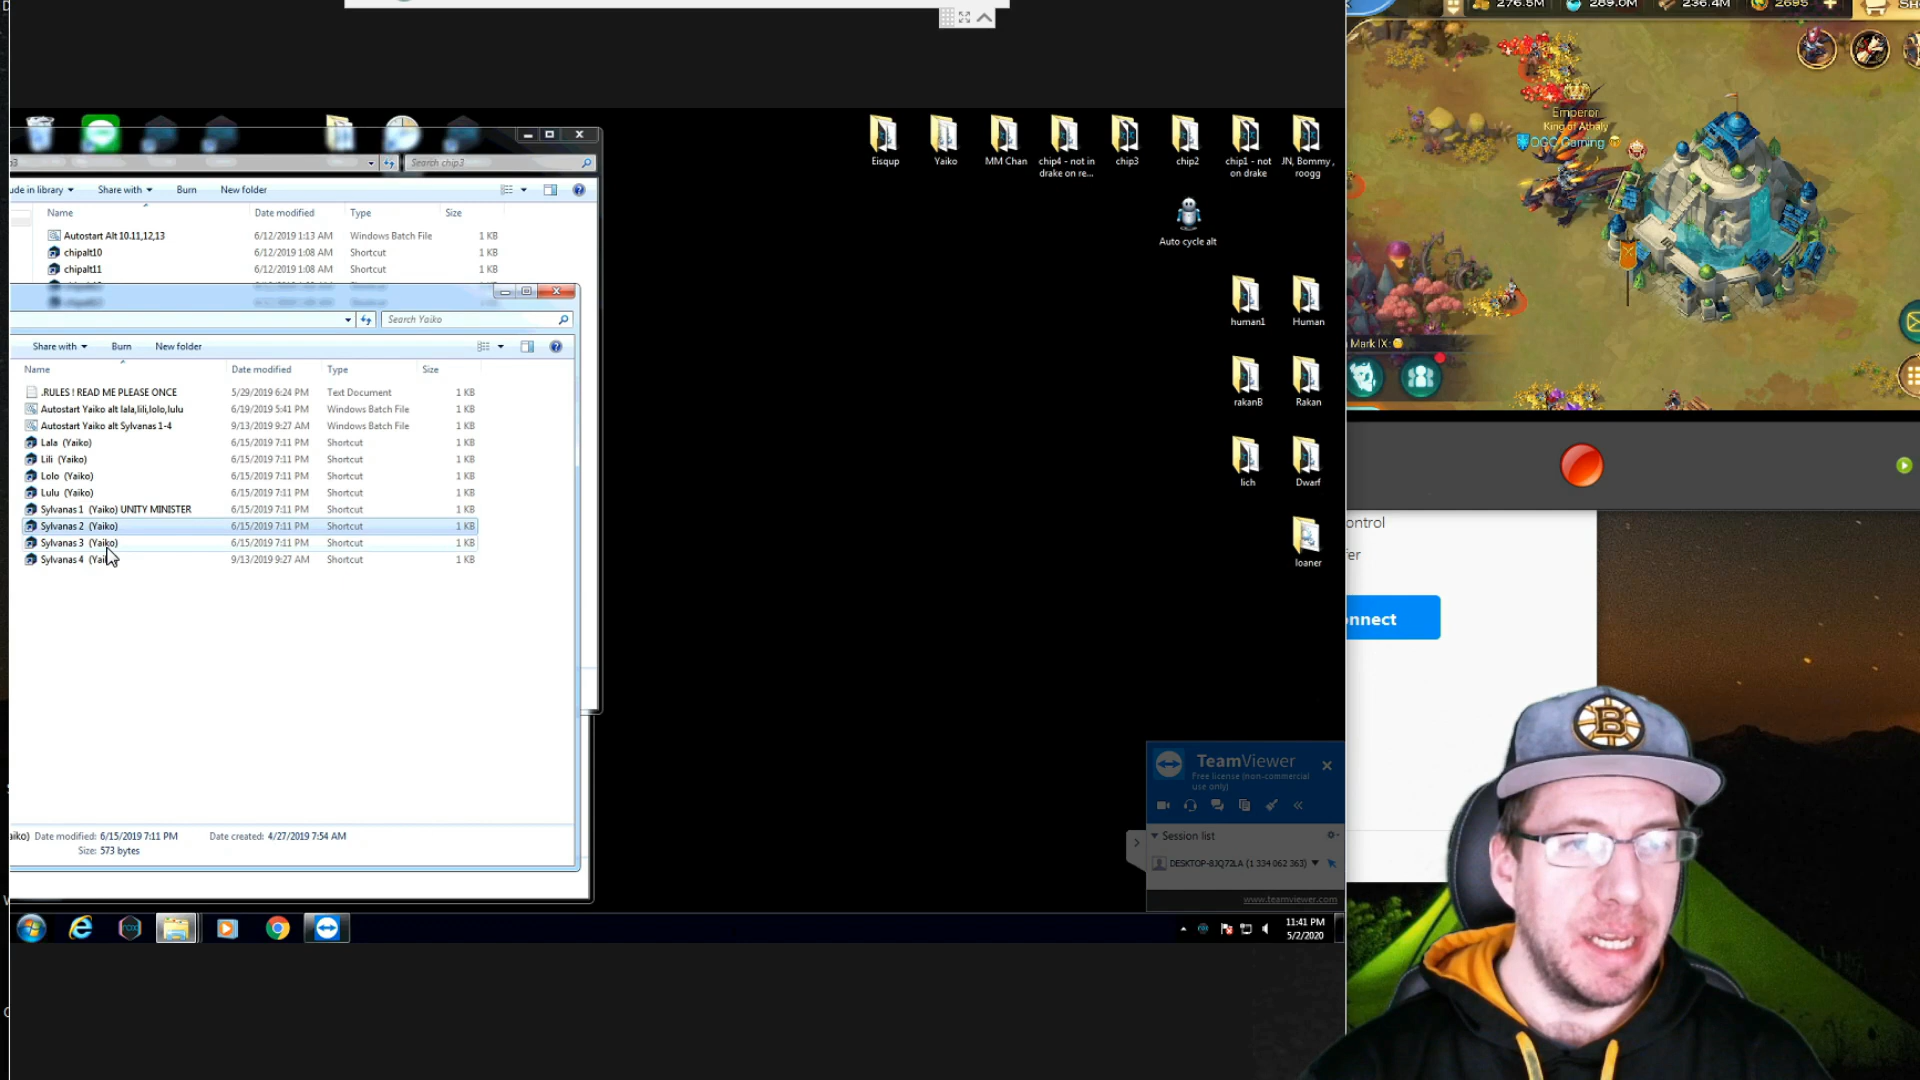 Eisqup
Yaiko
MM Chan
chip4 - not in drake on re...
chip3
chip2
chip1 - not on drake
JN, Bommy, roogg
Auto cycle alt
human1
Human
rakanB
Rakan
lich
Dwarf
loaner
Search chip3
ude in library
Share with
Burn
New folder
Name
Date modified
Type
Size
Autostart Alt 10.11,12,13
6/12/2019 1:13 AM
Windows Batch File
1 KB
chipalt10
6/12/2019 1:08 AM
Shortcut
1 KB
chipalt11
6/12/2019 1:08 AM
Shortcut
1 KB
Search Yaiko
Share with
Burn
New folder
Name
Date modified
Type
Size
.RULES ! READ ME PLEASE ONCE
5/29/2019 6:24 PM
Text Document
1 KB
Autostart Yaiko alt lala,lili,lolo,lulu
6/19/2019 5:41 PM
Windows Batch File
1 KB
Autostart Yaiko alt Sylvanas 1-4
9/13/2019 9:27 AM
Windows Batch File
1 KB
Lala (Yaiko)
6/15/2019 7:11 PM
Shortcut
1 KB
Lili (Yaiko)
6/15/2019 7:11 PM
Shortcut
1 KB
Lolo (Yaiko)
6/15/2019 7:11 PM
Shortcut
1 KB
Lulu (Yaiko)
6/15/2019 7:11 PM
Shortcut
1 KB
Sylvanas 1 (Yaiko) UNITY MINISTER
6/15/2019 7:11 PM
Shortcut
1 KB
Sylvanas 2 (Yaiko)
6/15/2019 7:11 PM
Shortcut
1 KB
Sylvanas 3 (Yaiko)
6/15/2019 7:11 PM
Shortcut
1 KB
Sylvanas 4
9/13/2019 9:27 AM
Shortcut
1 KB
aiko) Date modified: 6/15/2019 7:11 PM
Date created: 4/27/2019 7:54 AM
Size: 573 bytes
TeamViewer
Free license (non-commercial use only)
Session list
DESKTOP-8JQ72LA (1 334 062 363)
www.teamviewer.com
11:41 PM
5/2/2020
276.5M
289.0M
236.4M
2695
Emperor
King of Athaly
OGC Gaming
Mark IX:
ontrol
fer
nnect
B